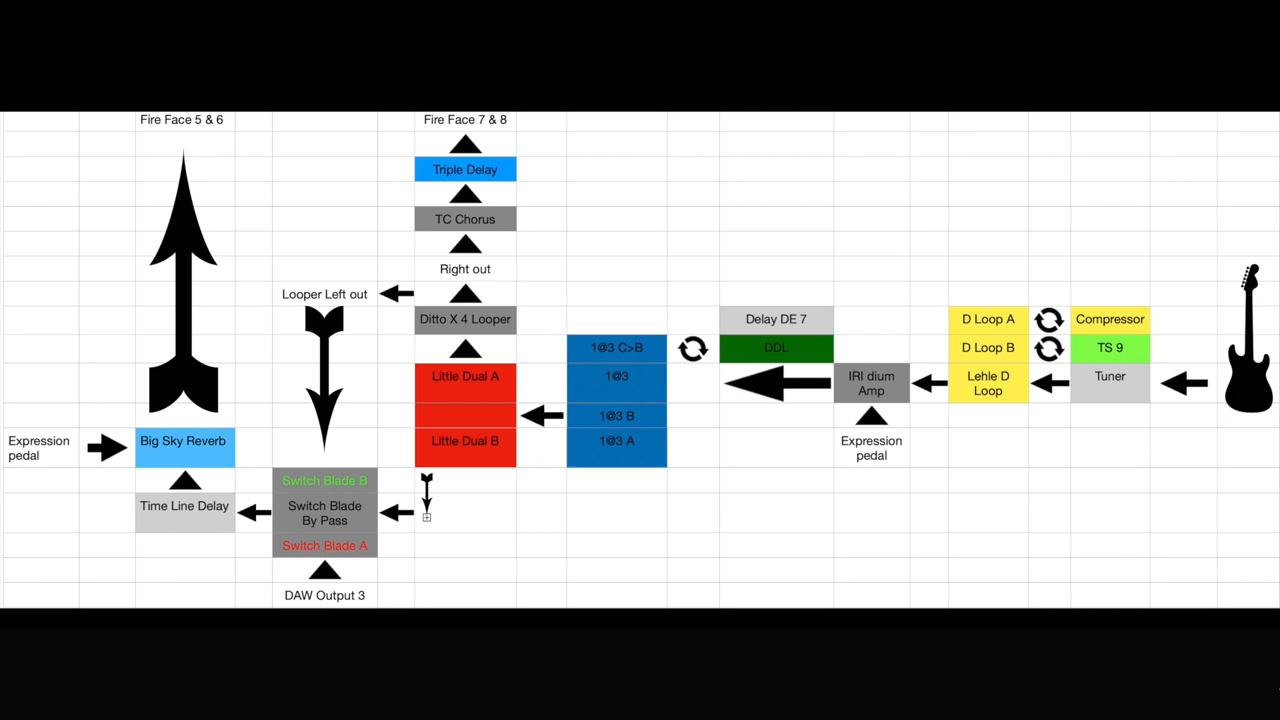 Fire Face 5 & 6
Fire Face 7 & 8
Triple Delay
TC Chorus
Right out
Looper Left out
Ditto X 4 Looper
Delay DE 7
D Loop A
Compressor
1@3 C>B
DDL
D Loop B
TS 9
Little Dual A
1@3
IRI dium
Amp
Lehle D
Loop
Tuner
1@3 B
Expression
pedal
Big Sky Reverb
Little Dual B
1@3 A
Expression
pedal
Switch Blade B
Time Line Delay
Switch Blade
By Pass
Switch Blade A
DAW Output 3